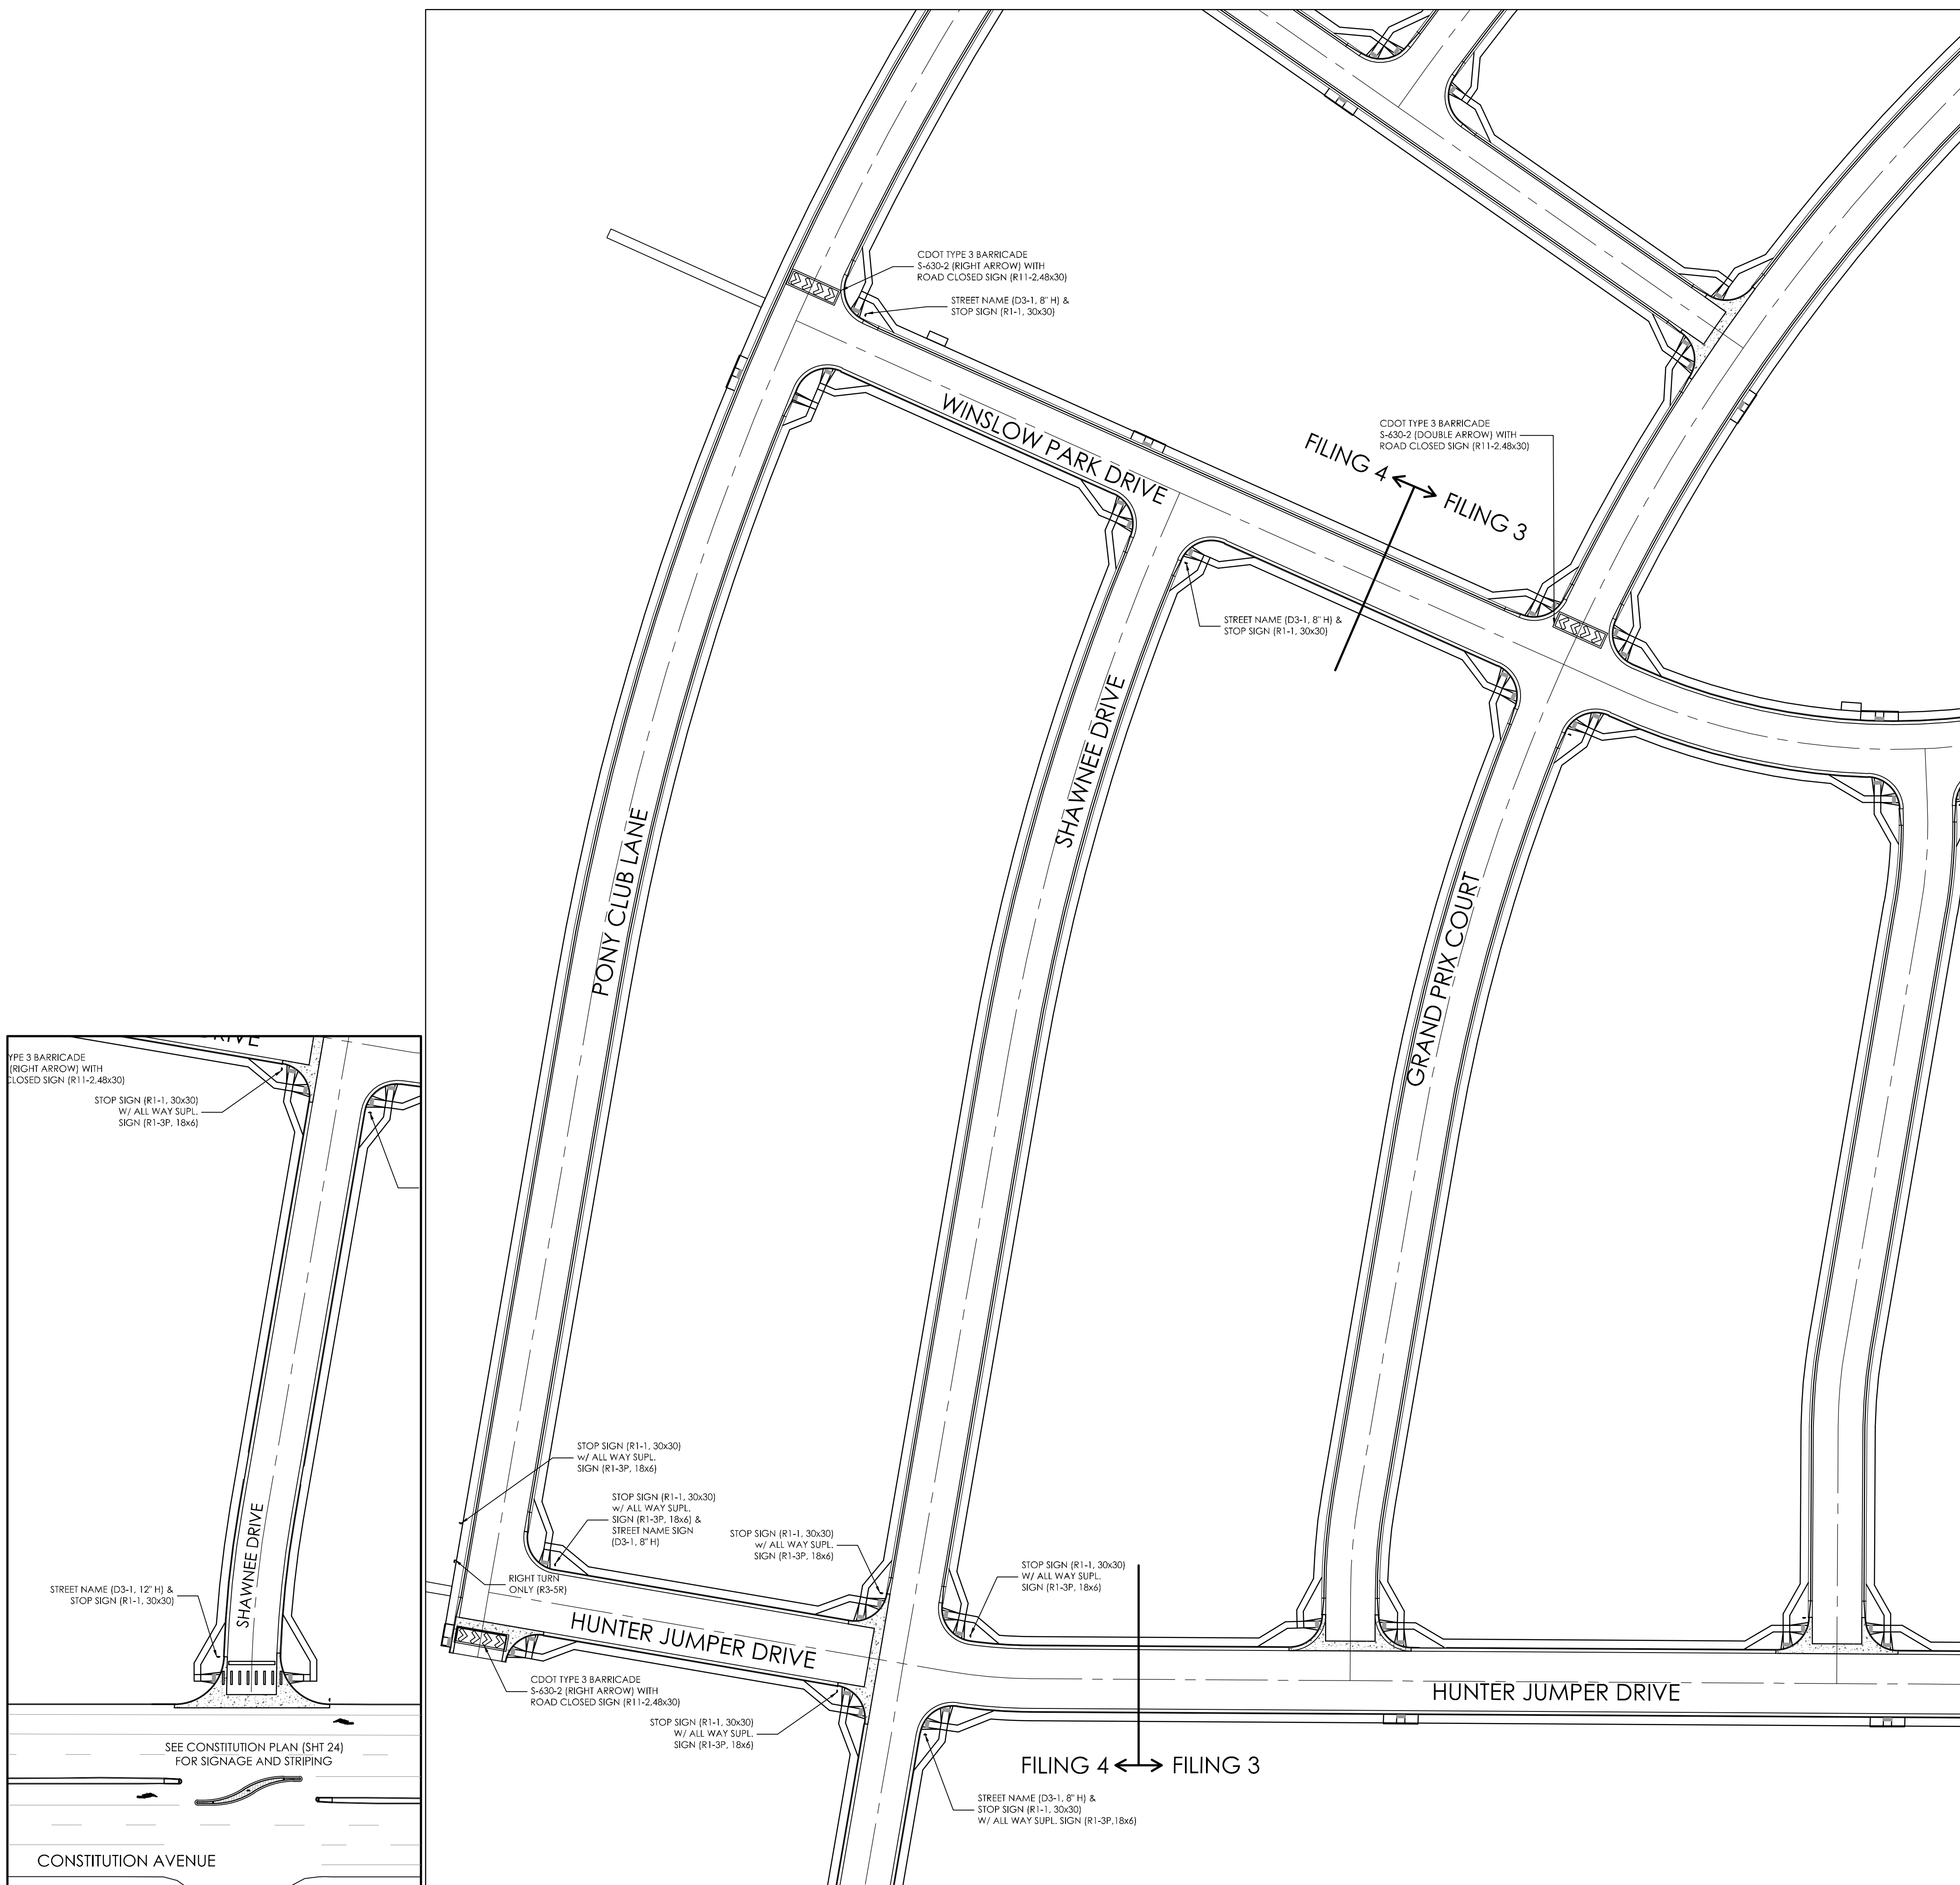 CDOT TYPE 3 BARRICADE
S-630-2 (RIGHT ARROW) WITH
ROAD CLOSED SIGN (R11-2,48x30)
STREET NAME (D3-1, 8" H) &
STOP SIGN (R1-1, 30x30)
WINSLOW PARK DRIVE
CDOT TYPE 3 BARRICADE
S-630-2 (DOUBLE ARROW) WITH
ROAD CLOSED SIGN (R11-2,48x30)
FILING 4
FILING 3
STREET NAME (D3-1, 8" H) &
STOP SIGN (R1-1, 30x30)
PONY CLUB LANE
SHAWNEE DRIVE
GRAND PRIX COURT
STOP SIGN (R1-1, 30x30)
w/ ALL WAY SUPL.
SIGN (R1-3P, 18x6)
STOP SIGN (R1-1, 30x30)
w/ ALL WAY SUPL.
SIGN (R1-3P, 18x6) &
STREET NAME SIGN
(D3-1, 8" H)
STOP SIGN (R1-1, 30x30)
w/ ALL WAY SUPL.
SIGN (R1-3P, 18x6)
STOP SIGN (R1-1, 30x30)
W/ ALL WAY SUPL.
SIGN (R1-3P, 18x6)
RIGHT TURN
ONLY (R3-5R)
HUNTER JUMPER DRIVE
CDOT TYPE 3 BARRICADE
S-630-2 (RIGHT ARROW) WITH
ROAD CLOSED SIGN (R11-2,48x30)
STOP SIGN (R1-1, 30x30)
W/ ALL WAY SUPL.
SIGN (R1-3P, 18x6)
HUNTER JUMPER DRIVE
FILING 4
FILING 3
STREET NAME (D3-1, 8" H) &
STOP SIGN (R1-1, 30x30)
W/ ALL WAY SUPL. SIGN (R1-3P,18x6)
YPE 3 BARRICADE
(RIGHT ARROW) WITH
CLOSED SIGN (R11-2,48x30)
STOP SIGN (R1-1, 30x30)
W/ ALL WAY SUPL.
SIGN (R1-3P, 18x6)
SHAWNEE DRIVE
STREET NAME (D3-1, 12" H) &
STOP SIGN (R1-1, 30x30)
SEE CONSTITUTION PLAN (SHT 24)
FOR SIGNAGE AND STRIPING
CONSTITUTION AVENUE